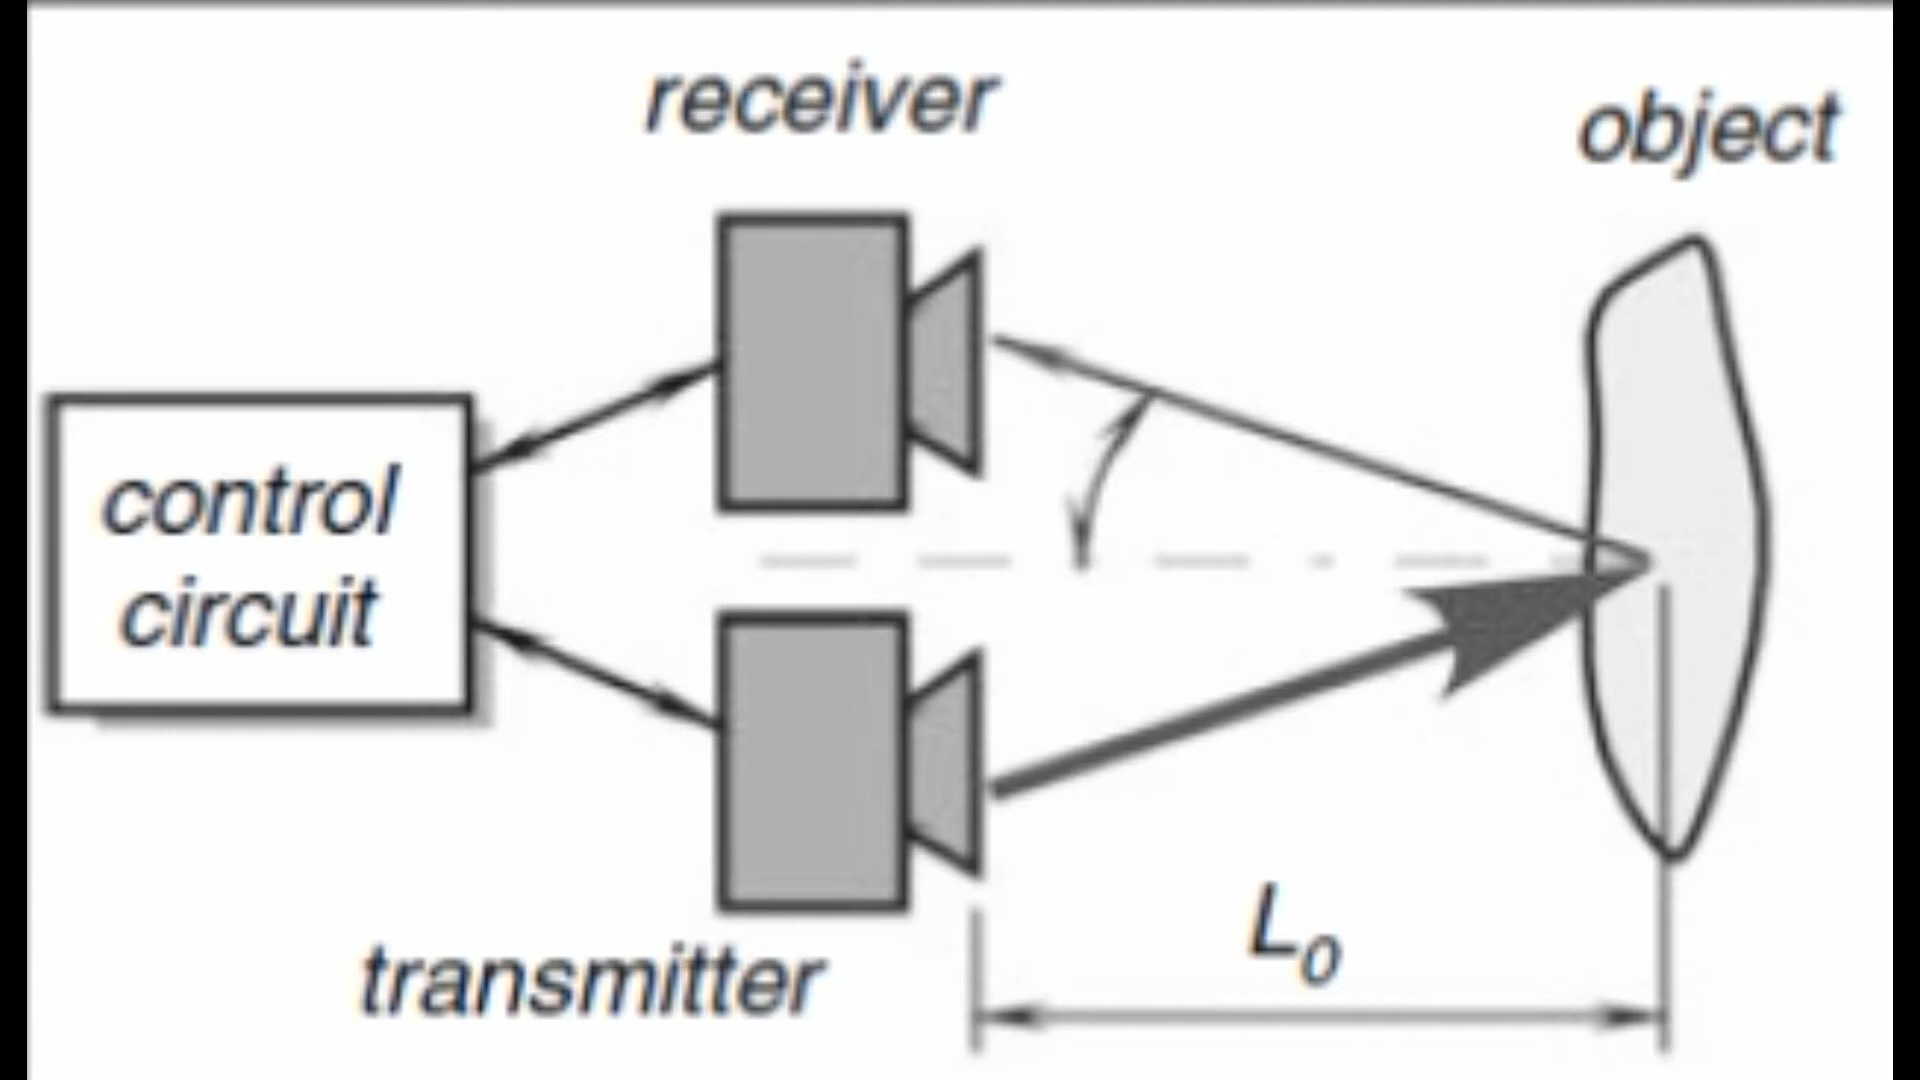 receiver
object
control
circuit
transmitter
L0